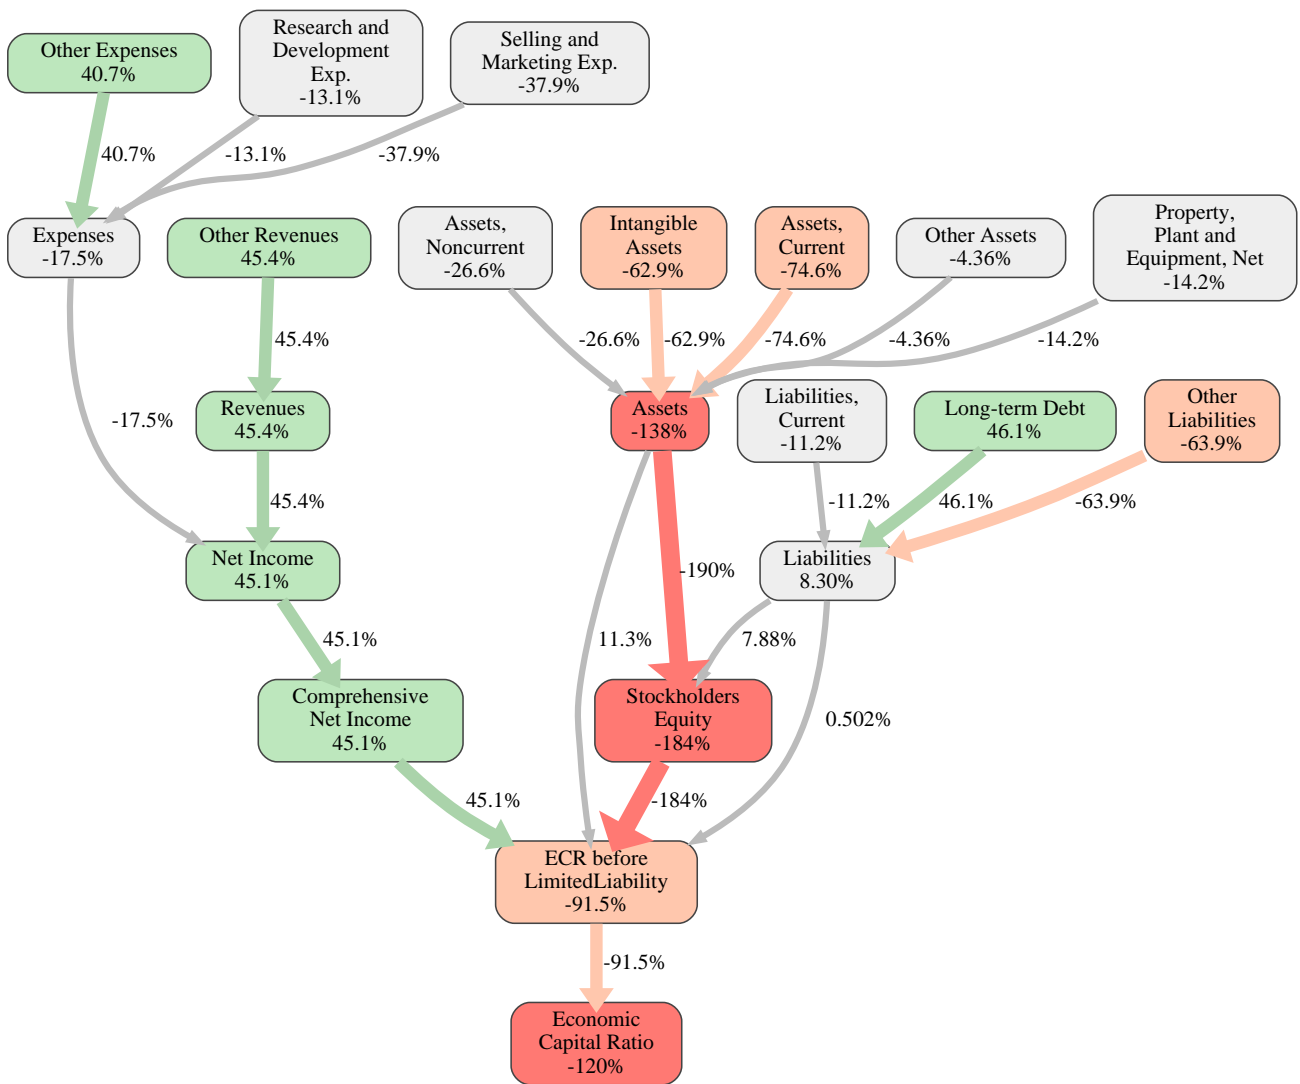 Other Expenses
40.7%
Research and
Development
Exp.
-13.1%
Selling and
Marketing Exp.
-37.9%
40.7%
-13.1%
-37.9%
Expenses
-17.5%
Other Revenues
45.4%
Assets,
Noncurrent
-26.6%
Intangible
Assets
-62.9%
Assets,
Current
-74.6%
Other Assets
-4.36%
Property,
Plant and
Equipment, Net
-14.2%
45.4%
-26.6%
-62.9%
-74.6%
-4.36%
-14.2%
-17.5%
Revenues
45.4%
Assets
-138%
Liabilities,
Current
-11.2%
Long-term Debt
46.1%
Other
Liabilities
-63.9%
45.4%
-11.2%
46.1%
-63.9%
Net Income
45.1%
-190%
Liabilities
8.30%
45.1%
11.3%
7.88%
0.502%
Comprehensive
Net Income
45.1%
Stockholders
Equity
-184%
45.1%
-184%
ECR before
LimitedLiability
-91.5%
-91.5%
Economic
Capital Ratio
-120%